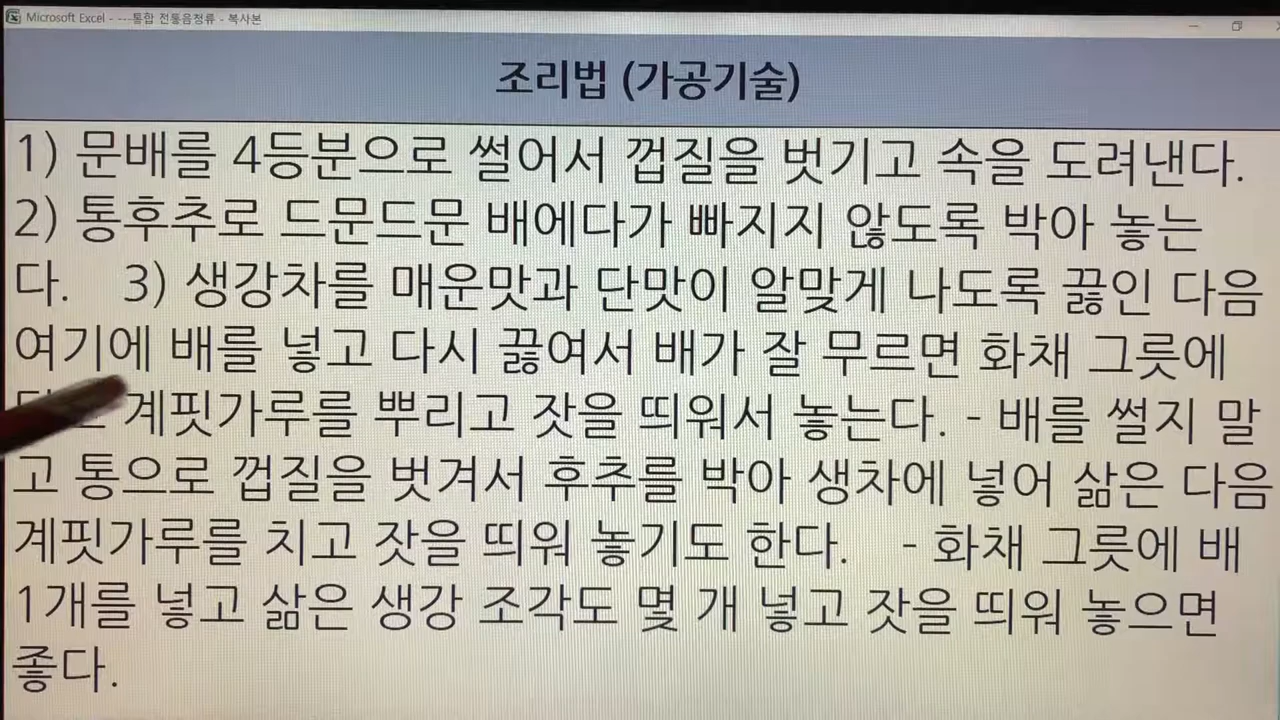 Microsoft Excel - ---통합 전통음청류 - 복사본
조리법 (가공기술)
1) 문배를 4등분으로 썰어서 껍질을 벗기고 속을 도려낸다.
2) 통후추로 드문드문 배에다가 빠지지 않도록 박아 놓는
다. 3) 생강차를 매운맛과 단맛이 알맞게 나도록 끓인 다음
여기에 배를 넣고 다시 끓여서 배가 잘 무르면 화채 그릇에
계핏가루를 뿌리고 잣을 띄워서 놓는다. - 배를 썰지 말
고 통으로 껍질을 벗겨서 후추를 박아 생차에 넣어 삶은 다음
계핏가루를 치고 잣을 띄워 놓기도 한다. - 화채 그릇에 배
1개를 넣고 삶은 생강 조각도 몇 개 넣고 잣을 띄워 놓으면
좋다.